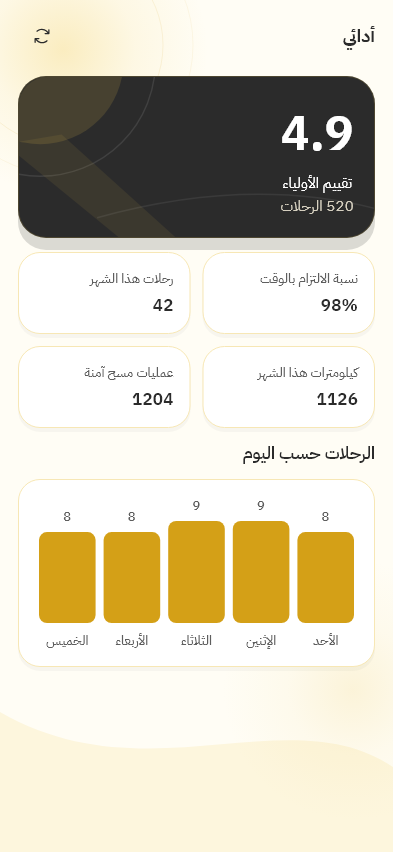 أدائي
4.9
تقييم الأولياء
520 الرحلات
نسبة الالتزام بالوقت
98%
رحلات هذا الشهر
42
كيلومترات هذا الشهر
1126
عمليات مسح آمنة
1204
الرحلات حسب اليوم
8 9 9 8 8
الأحد الإثنين الثلاثاء الأربعاء الخميس